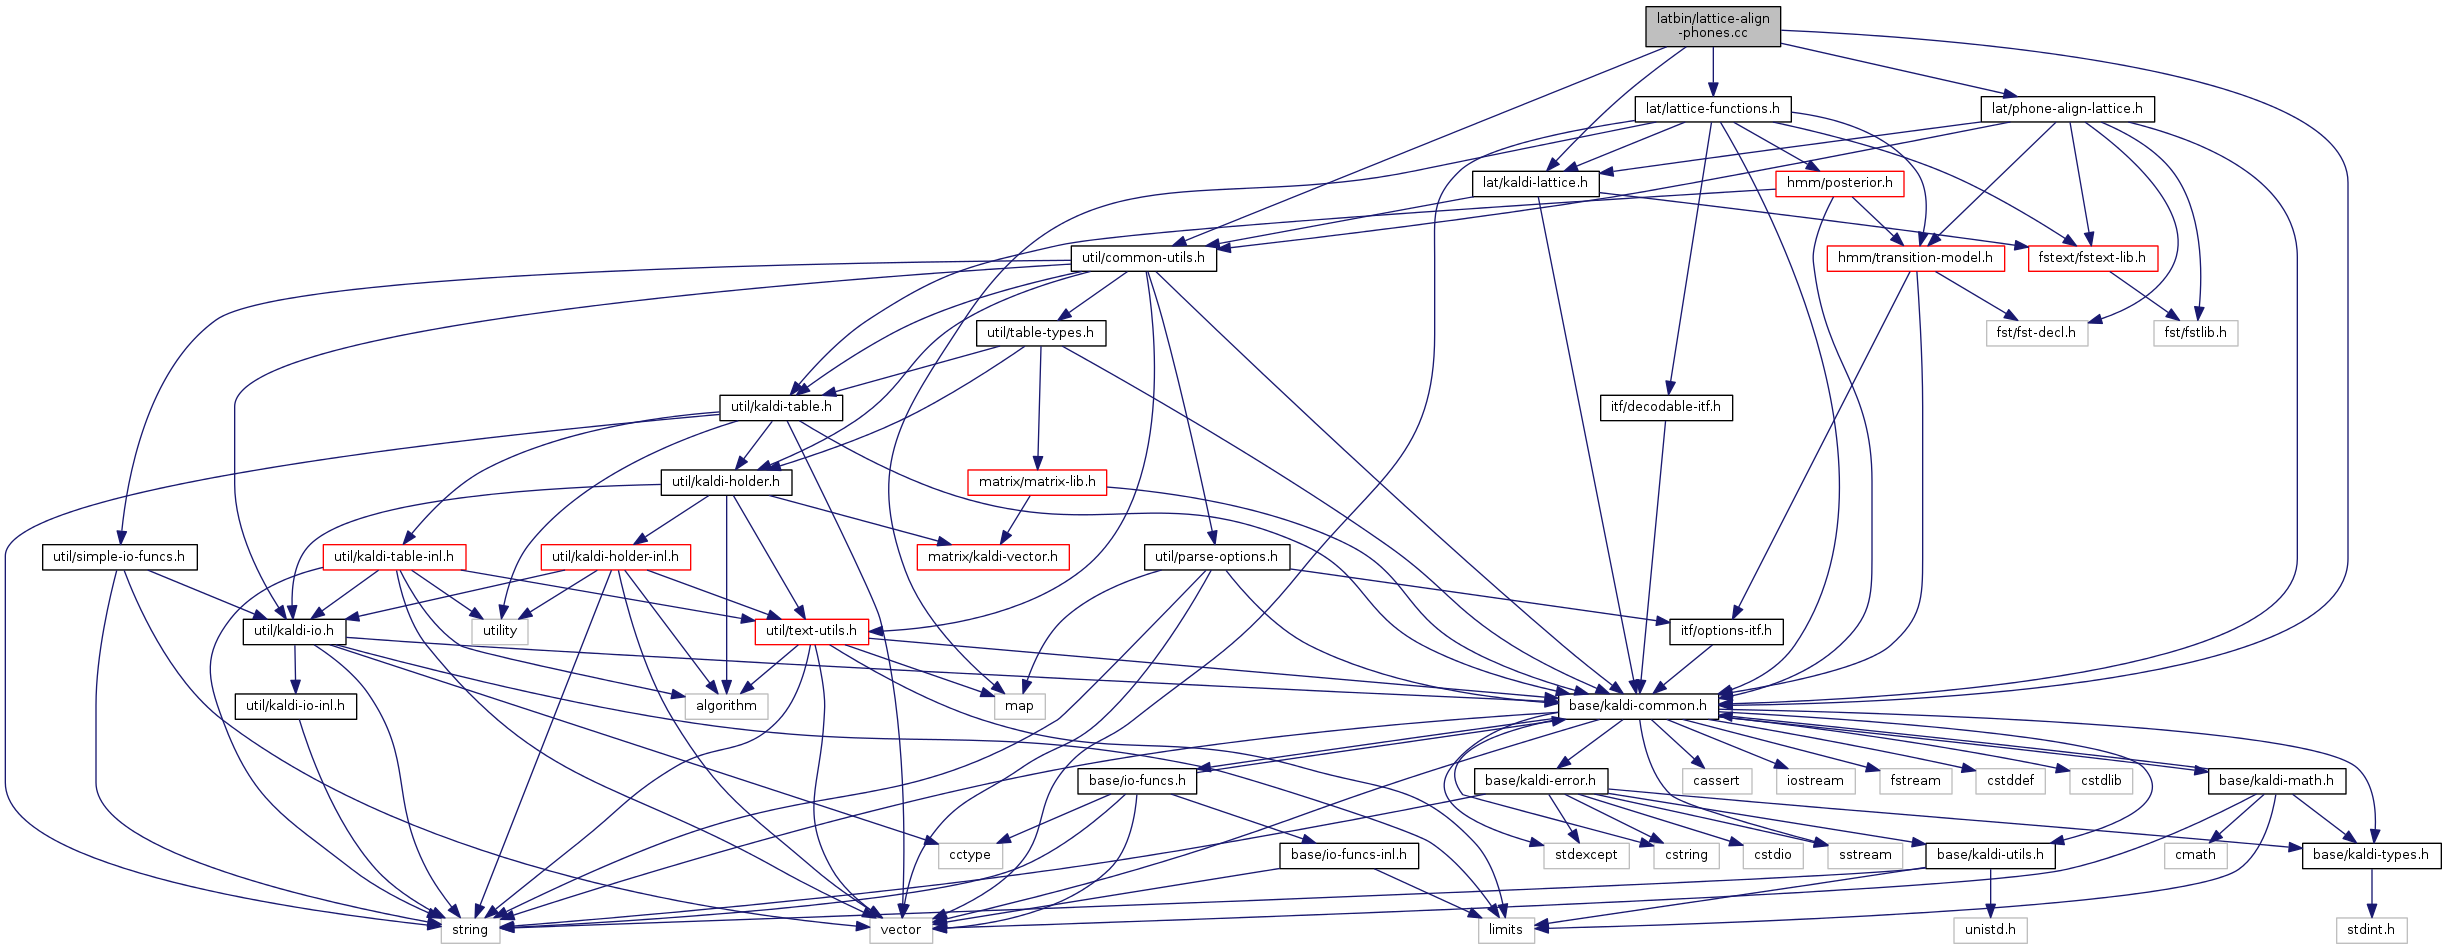 latbin/lattice-align
-phones.cc
lat/lattice-functions.h
lat/phone-align-lattice.h
lat/kaldi-lattice.h
hmm/posterior.h
util/common-utils.h
hmm/transition-model.h
fstext/fstext-lib.h
util/table-types.h
fst/fst-decl.h
fst/fstlib.h
util/kaldi-table.h
itf/decodable-itf.h
util/kaldi-holder.h
matrix/matrix-lib.h
util/simple-io-funcs.h
util/kaldi-table-inl.h
util/kaldi-holder-inl.h
matrix/kaldi-vector.h
util/parse-options.h
util/kaldi-io.h
utility
util/text-utils.h
itf/options-itf.h
util/kaldi-io-inl.h
algorithm
map
base/kaldi-common.h
base/io-funcs.h
base/kaldi-error.h
cassert
iostream
fstream
cstddef
cstdlib
base/kaldi-math.h
cctype
base/io-funcs-inl.h
stdexcept
cstring
cstdio
sstream
base/kaldi-utils.h
cmath
base/kaldi-types.h
string
vector
limits
unistd.h
stdint.h